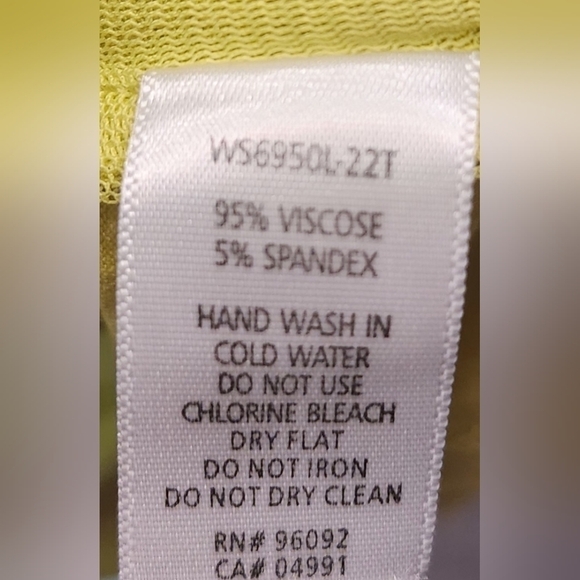 WS6950L-22T
95% VISCOSE
5% SPANDEX
HAND WASH IN
COLD WATER
DO NOT USE
CHLORINE BLEACH
DRY FLAT
DO NOT IRON
DO NOT DRY CLEAN
RN# 96092
CA# 04991